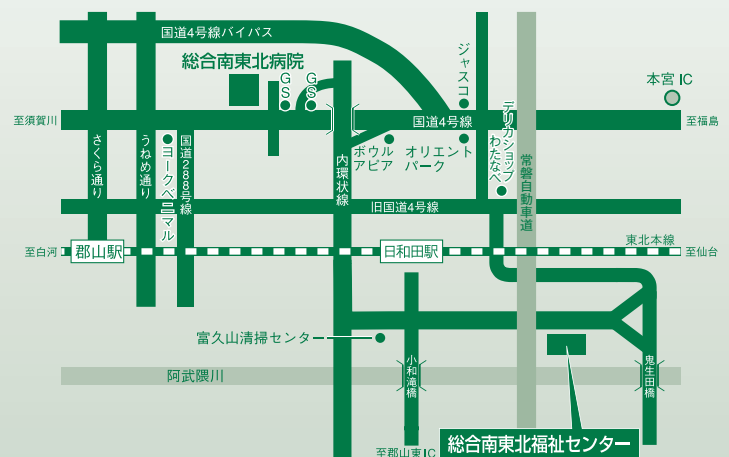 国道4号線バイパス
総合南東北病院
GS
GS
ジャスコ
本宮 IC
至須賀川
国道4号線
至福島
さくら通り
うねめ通り
ヨークベニマル
国道288号線
内環状線
ボウル
アピア
オリエント
パーク
デリカショップ
わたなべ
常磐自動車道
旧国道4号線
東北本線
至白河
郡山駅
日和田駅
至仙台
富久山清掃センター
小和滝橋
鬼生田橋
阿武隈川
総合南東北福祉センター
至郡山東IC